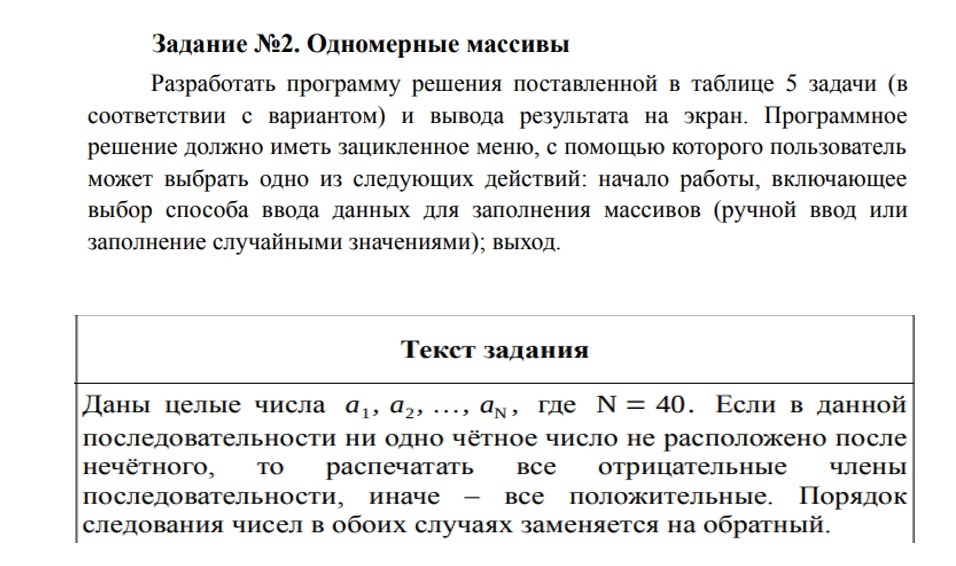 Задание №2. Одномерные массивы
Разработать программу решения поставленной в таблице 5 задачи (в
соответствии с вариантом) и вывода результата на экран. Программное
решение должно иметь зацикленное меню, с помощью которого пользователь
может выбрать одно из следующих действий: начало работы, включающее
выбор способа ввода данных для заполнения массивов (ручной ввод или
заполнение случайными значениями); выход.
Текст задания
Даны целые числа a₁, a₂, …, a_N, где N = 40. Если в данной
последовательности ни одно чётное число не расположено после
нечётного, то распечатать все отрицательные члены
последовательности, иначе – все положительные. Порядок
следования чисел в обоих случаях заменяется на обратный.